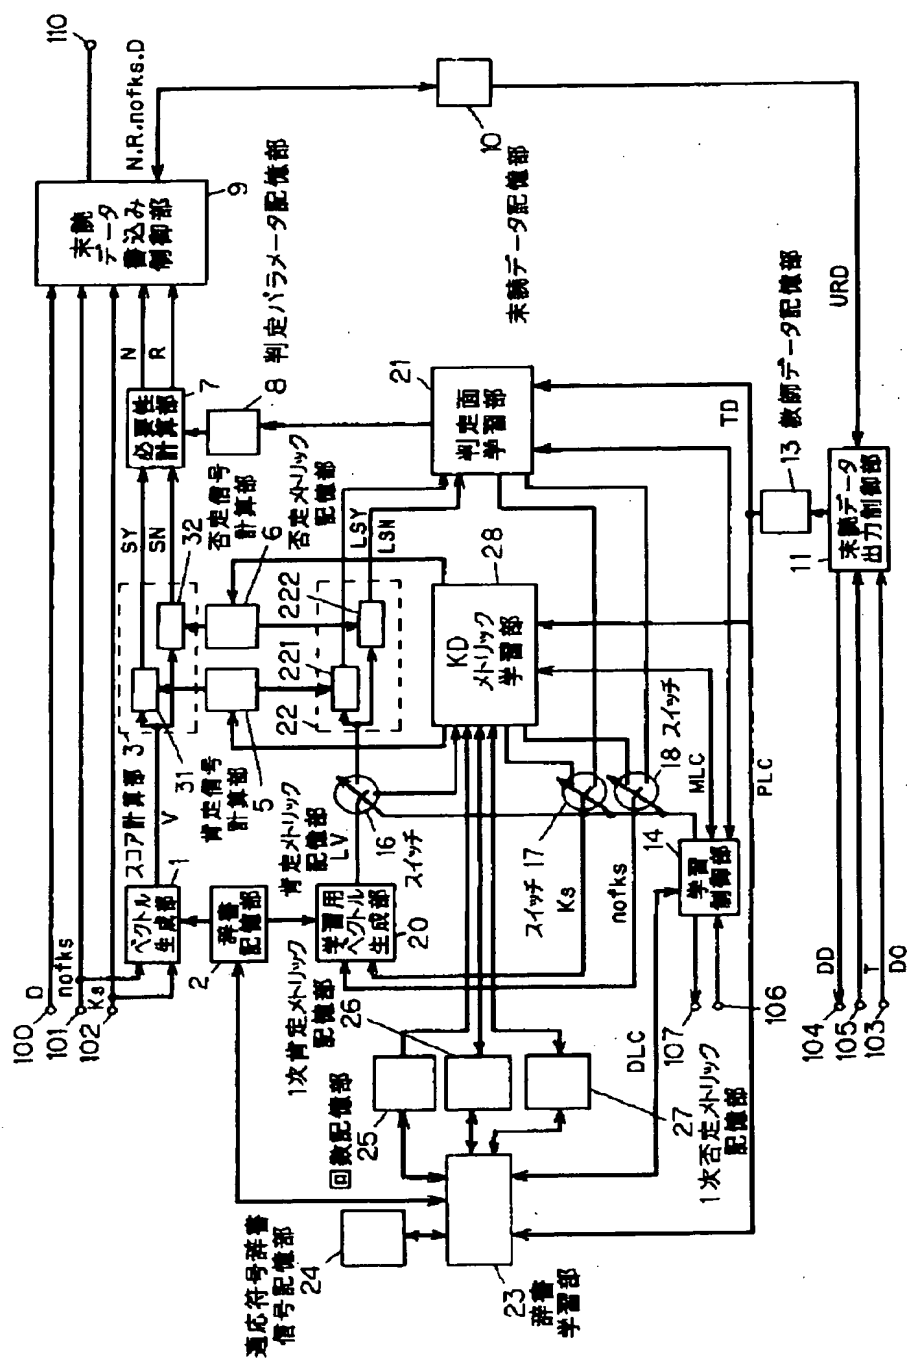 100
D
101
nofks
102
Ks
ベクトル
生成部
1
V
スコア計算部 3
31
肯定信号
計算部
32
否定信号
計算部
SY
SN
必要性
計算部
7
N
R
末読
データ
書込み
制御部
9
110
N.R.nofks.D
辞書
記憶部
2
5
肯定メトリック
記憶部
6
否定メトリック
記憶部
8 判定パラメータ記憶部
10
末読データ記憶部
学習用
ベクトル
生成部
20
LV
16
スイッチ
22
221
222
LSY
LSN
判定面
学習部
21
KD
メトリック
学習部
28
1次肯定メトリック
記憶部
26
回数記憶部
25
適応符号辞書
信号記憶部
24
23
辞書
学習部
27
1次否定メトリック
記憶部
スイッチ 17
Ks
18 スイッチ
nofks
DLC
MLC
PLC
14
学習
制御部
107
106
TD
13 教師データ記憶部
URD
末読データ
出力制御部
11
104
DD
105
T
103
DO